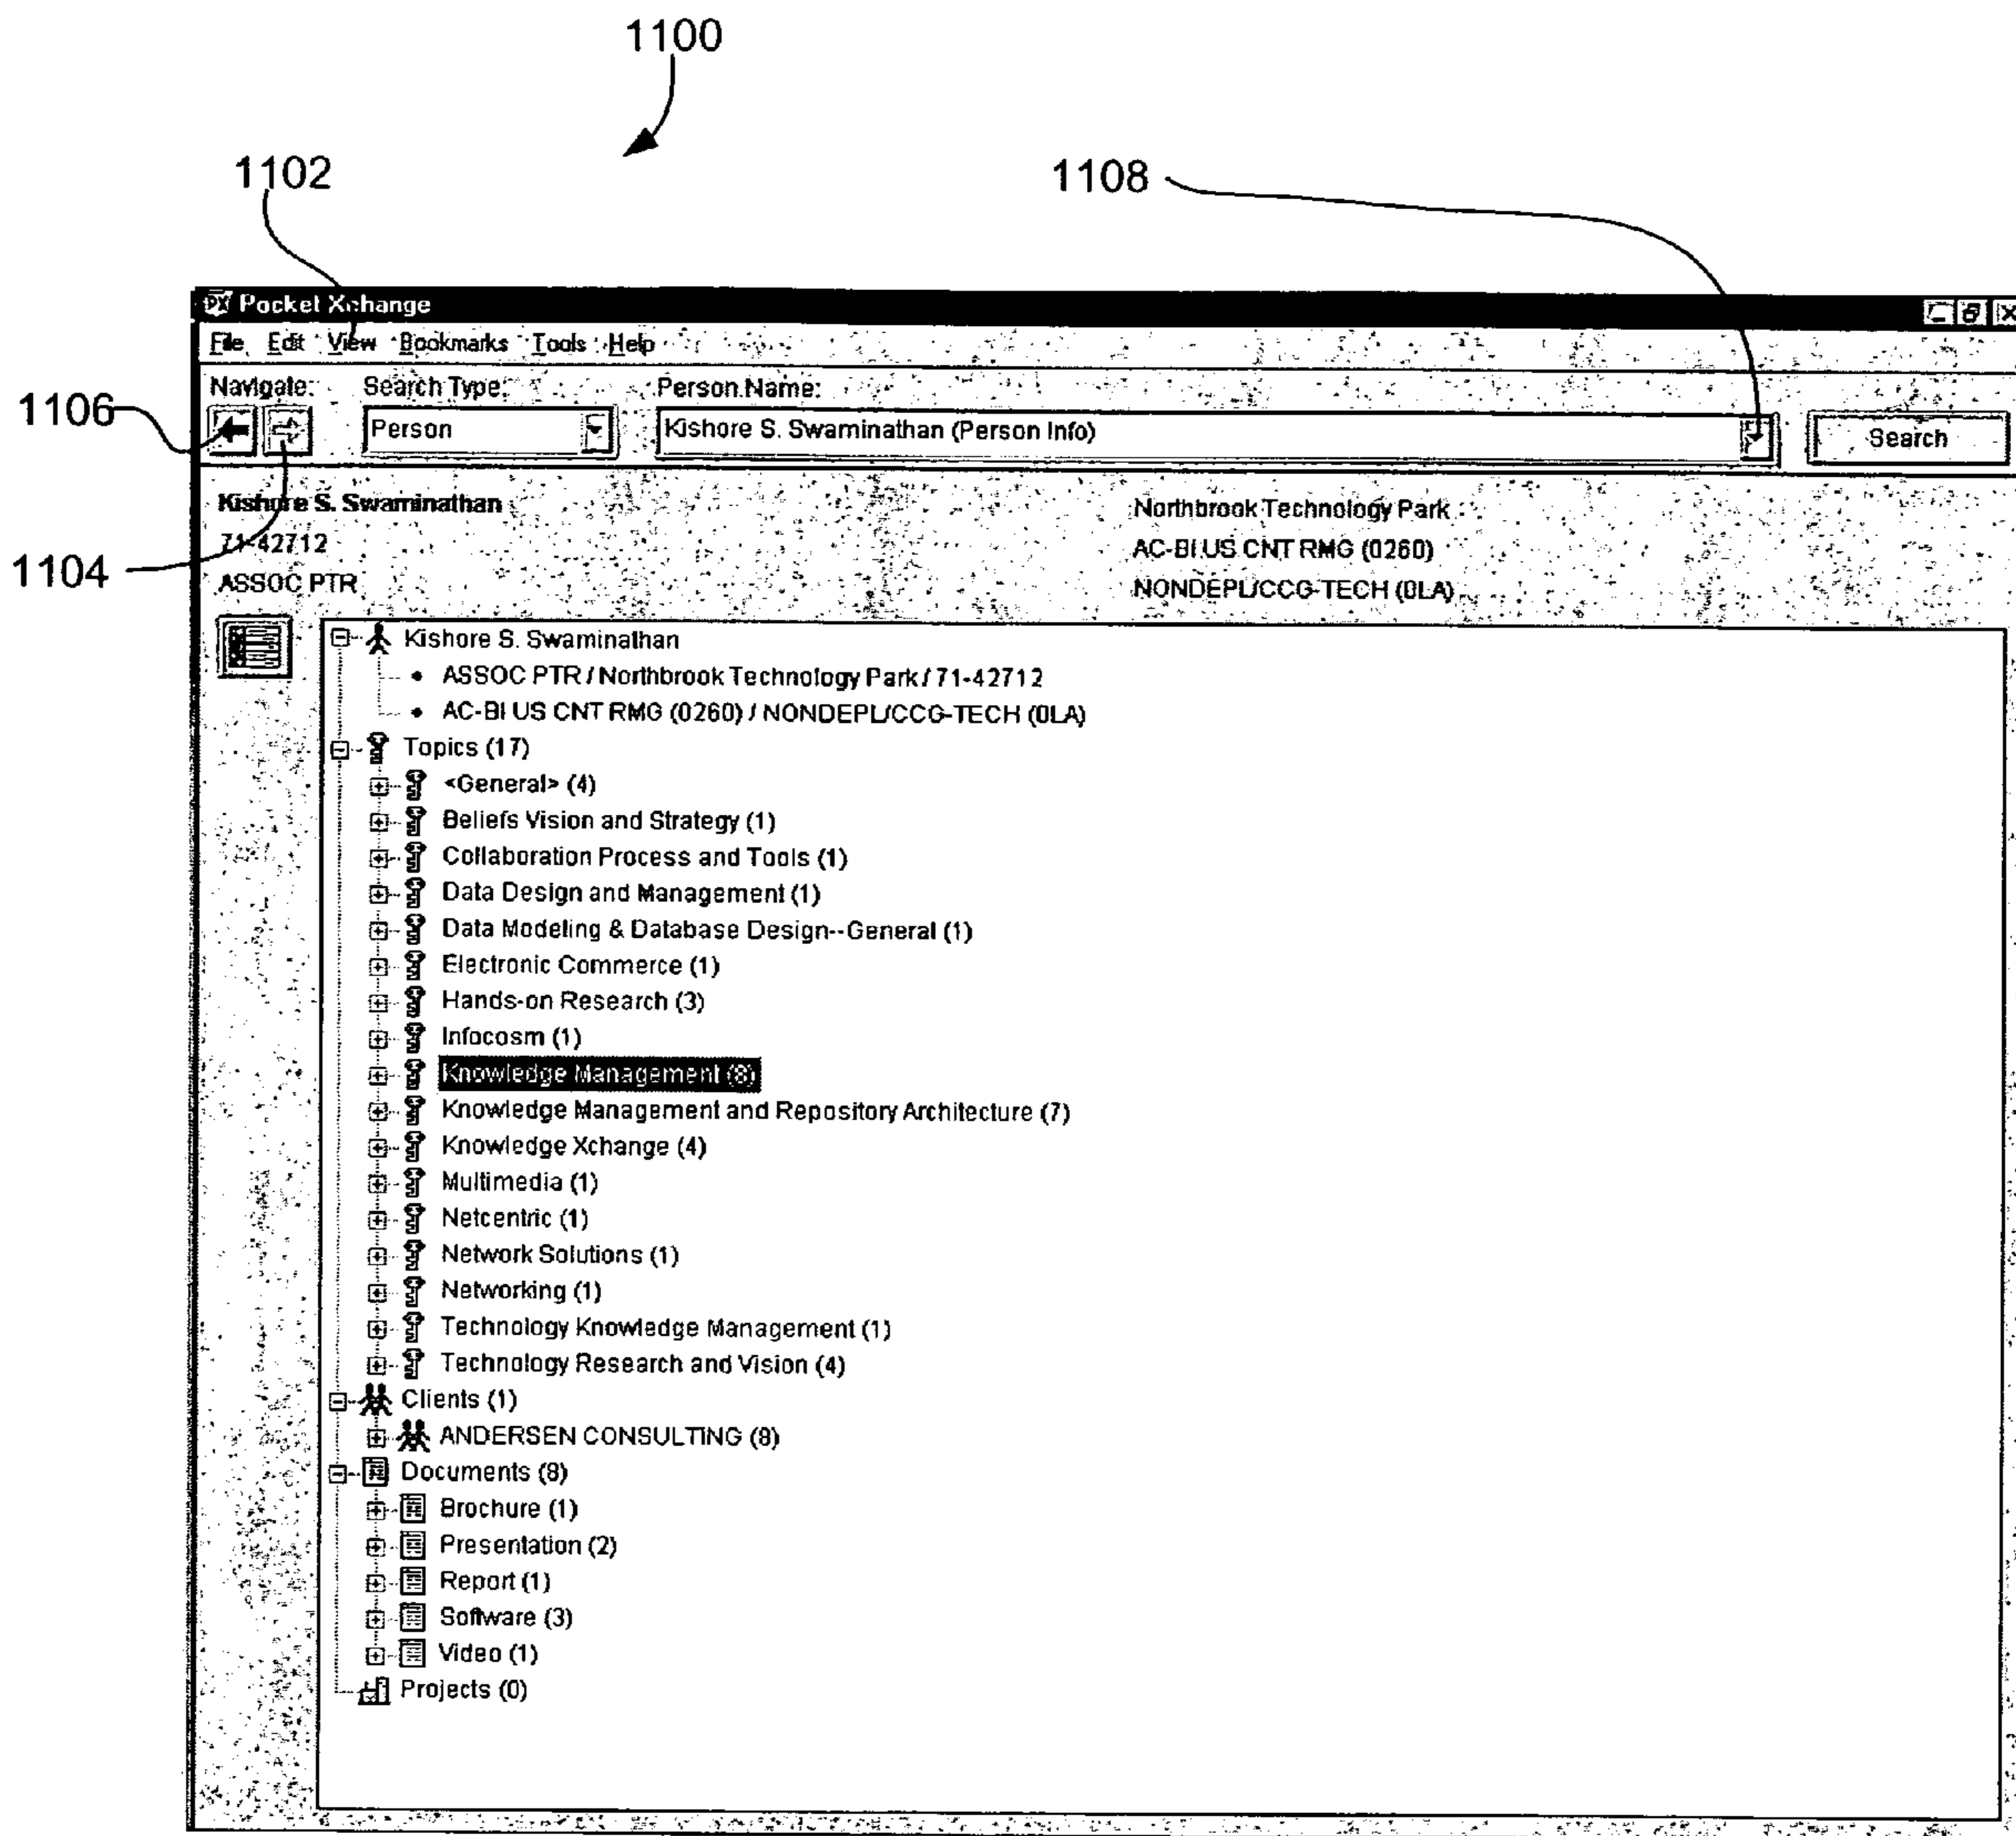 1100
1102
1108
PX Pocket Xchange
File Edit View Bookmarks Tools Help
Navigate: Search Type: Person Name:
1106
Person Kishore S. Swaminathan (Person Info) Search
Kishore S. Swaminathan Northbrook Technology Park
71-42712 AC-BI US CNT RMG (0260)
1104
ASSOC PTR NONDEPL/CCG-TECH (0LA)
Kishore S. Swaminathan
• ASSOC PTR / Northbrook Technology Park / 71-42712
• AC-BI US CNT RMG (0260) / NONDEPL/CCG-TECH (0LA)
Topics (17)
<General> (4)
Beliefs Vision and Strategy (1)
Collaboration Process and Tools (1)
Data Design and Management (1)
Data Modeling & Database Design--General (1)
Electronic Commerce (1)
Hands-on Research (3)
Infocosm (1)
Knowledge Management (8)
Knowledge Management and Repository Architecture (7)
Knowledge Xchange (4)
Multimedia (1)
Netcentric (1)
Network Solutions (1)
Networking (1)
Technology Knowledge Management (1)
Technology Research and Vision (4)
Clients (1)
ANDERSEN CONSULTING (8)
Documents (8)
Brochure (1)
Presentation (2)
Report (1)
Software (3)
Video (1)
Projects (0)